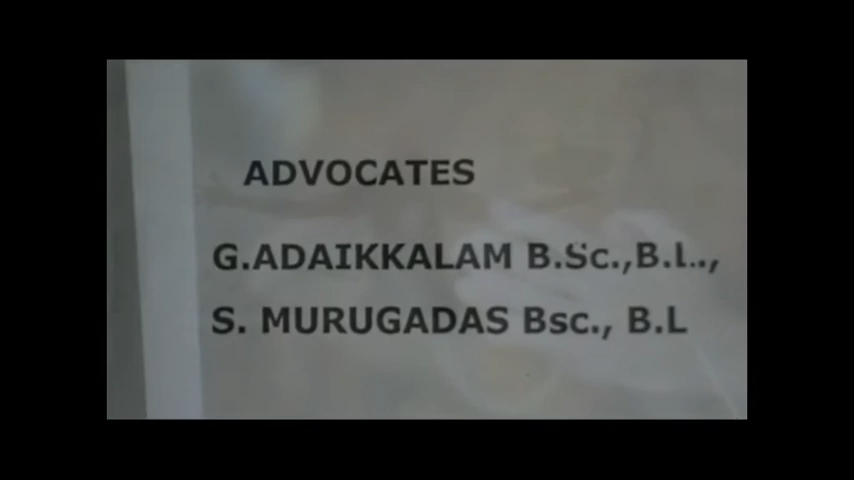 ADVOCATES
G.ADAIKKALAM B.Sc.,B.L.,
S. MURUGADAS Bsc., B.L